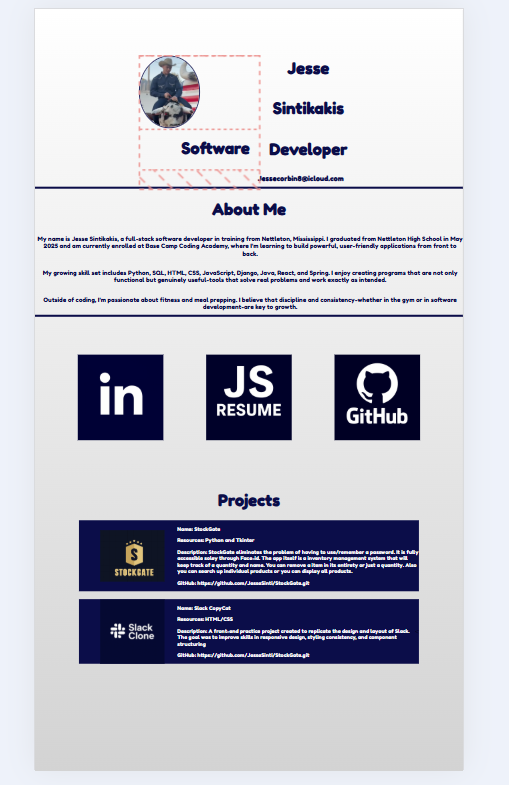 Jesse
Sintikakis
Software Developer
Jessecorbin8@icloud.com
About Me
My name is Jesse Sintikakis, a full-stack software developer in training from Nettleton, Mississippi. I graduated from Nettleton High School in May
2025 and am currently enrolled at Base Camp Coding Academy, where I'm learning to build powerful, user-friendly applications from front to
back.
My growing skill set includes Python, SQL, HTML, CSS, JavaScript, Django, Java, React, and Spring. I enjoy creating programs that are not only
functional but genuinely useful-tools that solve real problems and work exactly as intended.
Outside of coding, I'm passionate about fitness and meal prepping. I believe that discipline and consistency-whether in the gym or in software
development-are key to growth.
in
JS
RESUME
GitHub
Projects
S
STOCKGATE
Name: StockGate
Resources: Python and Tkinter
Description: StockGate eliminates the problem of having to use/remember a password. It is fully
accessible soley through Face-id. The app itself is a inventory management system that will
keep track of a quantity and name. You can remove item in its entirety or just a quantity. Also
you can search up individual products or you can display all products.
GitHub: https://github.com/JesseSinti/StockGate.git
Slack
Clone
Name: Slack CopyCat
Resources: HTML/CSS
Description: A front-end practice project created to replicate the design and layout of Slack.
The goal was to improve skills in responsive design, styling consistency, and component
structuring
GitHub: https://github.com/JesseSinti/StockGate.git